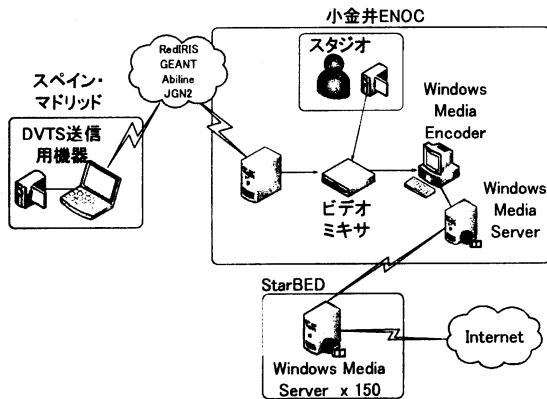 小金井ENOC
RedIRIS
GEANT
Abiline
JGN2
スタジオ
スペイン・
マドリッド
DVTS送信
用機器
Windows
Media
Encoder
ビデオ
ミキサ
Windows
Media
Server
StarBED
Windows Media
Server x 150
Internet